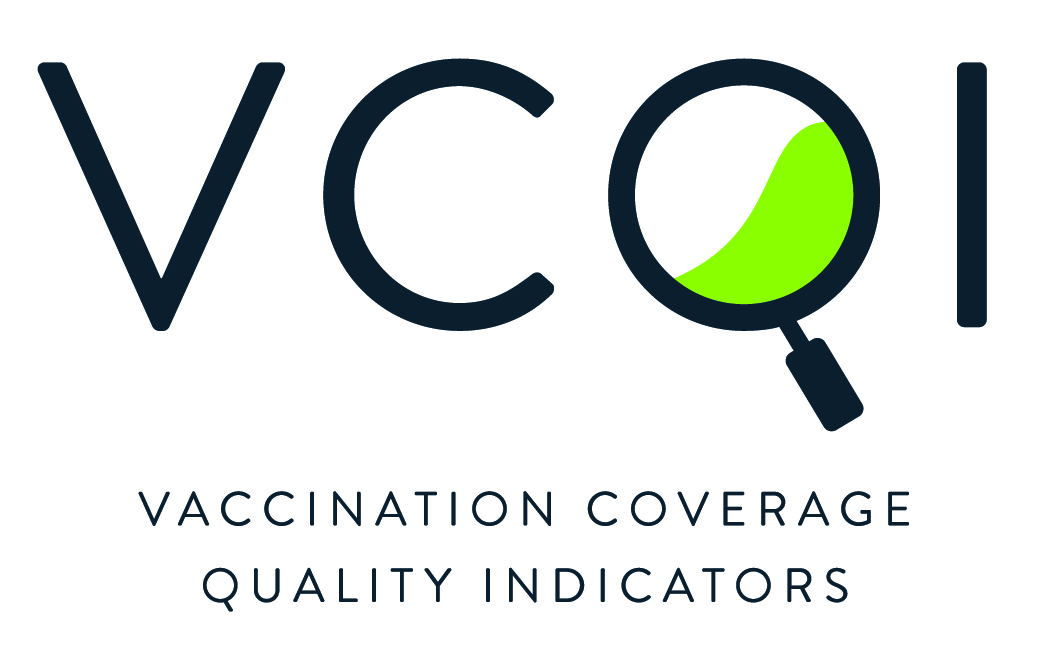 VCQI
VACCINATION COVERAGE
QUALITY INDICATORS